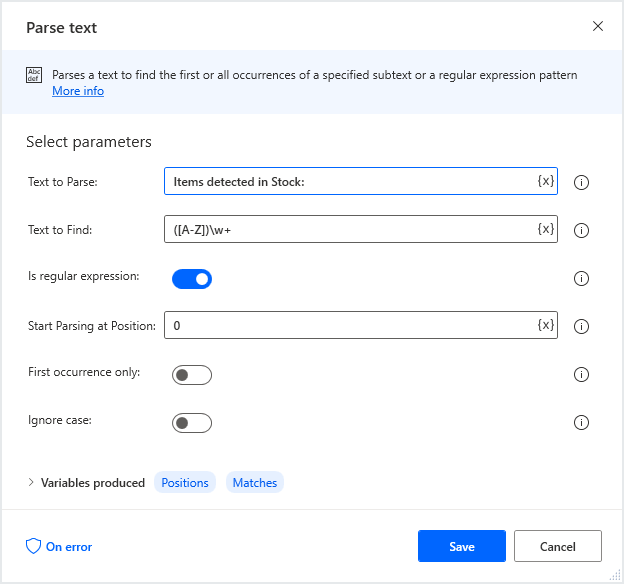 Parse text
Abc
def
Parses a text to find the first or all occurrences of a specified subtext or a regular expression pattern
More info
Select parameters
Text to Parse: Items detected in Stock: {x}
Text to Find: ([A-Z])\w+ {x}
Is regular expression:
Start Parsing at Position: 0 {x}
First occurrence only:
Ignore case:
Variables produced Positions Matches
On error Save Cancel